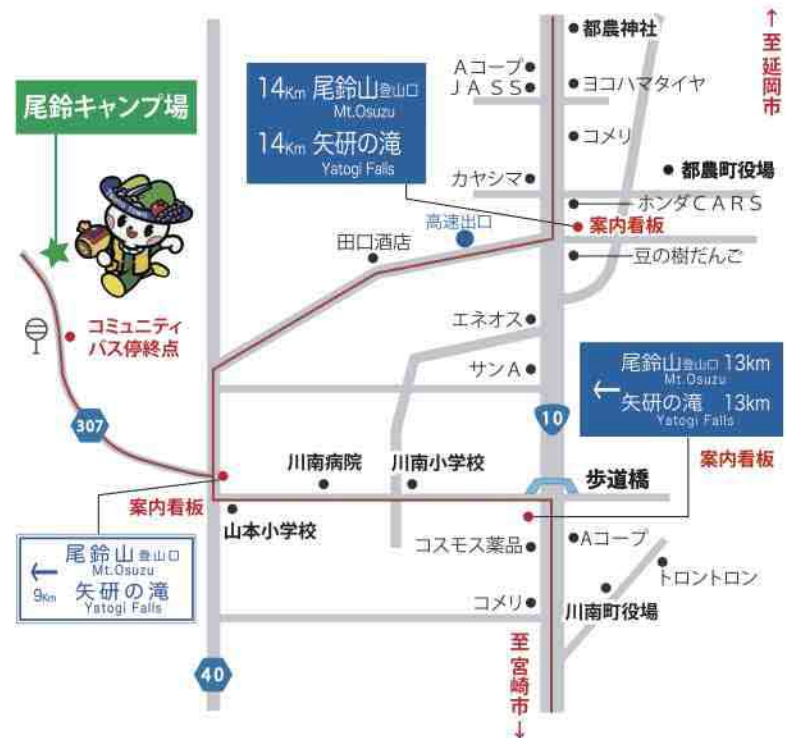 都農神社
↑至延岡市
Aコープ
JASS
ヨコハマタイヤ
14Km 尾鈴山登山口
Mt.Osuzu
14Km 矢研の滝
Yatogi Falls
尾鈴キャンプ場
コメリ
都農町役場
カヤシマ
ホンダCARS
案内看板
高速出口
田口酒店
豆の樹だんご
エネオス
コミュニティ
バス停終点
サンA
← 尾鈴山登山口 13km
Mt.Osuzu
矢研の滝 13km
Yatogi Falls
10
307
案内看板
川南病院
川南小学校
歩道橋
案内看板
山本小学校
コスモス薬品
Aコープ
← 尾鈴山登山口
Mt.Osuzu
9Km 矢研の滝
Yatogi Falls
トロントロン
コメリ
川南町役場
至宮崎市↓
40